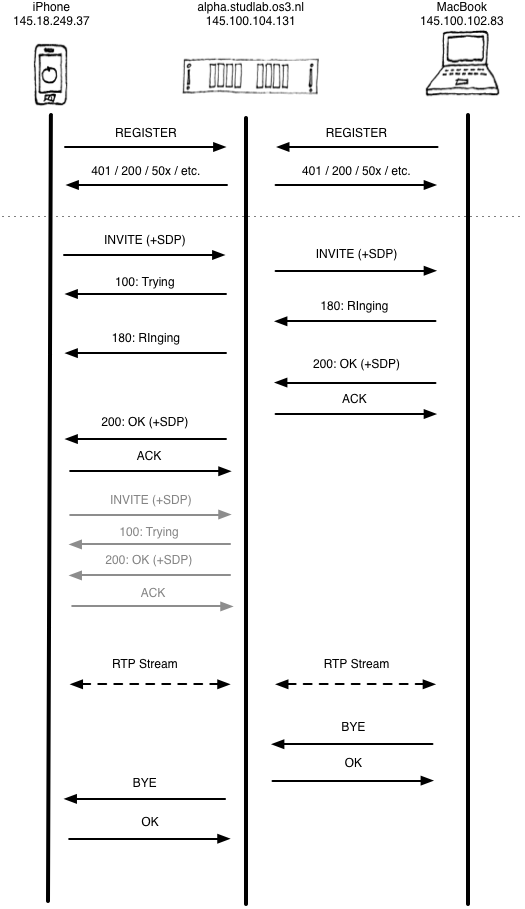 iPhone
145.18.249.37
alpha.studlab.os3.nl
145.100.104.131
MacBook
145.100.102.83
REGISTER
REGISTER
401 / 200 / 50x / etc.
401 / 200 / 50x / etc.
INVITE (+SDP)
INVITE (+SDP)
100: Trying
180: RInging
180: RInging
200: OK (+SDP)
ACK
200: OK (+SDP)
ACK
INVITE (+SDP)
100: Trying
200: OK (+SDP)
ACK
RTP Stream
RTP Stream
BYE
OK
BYE
OK